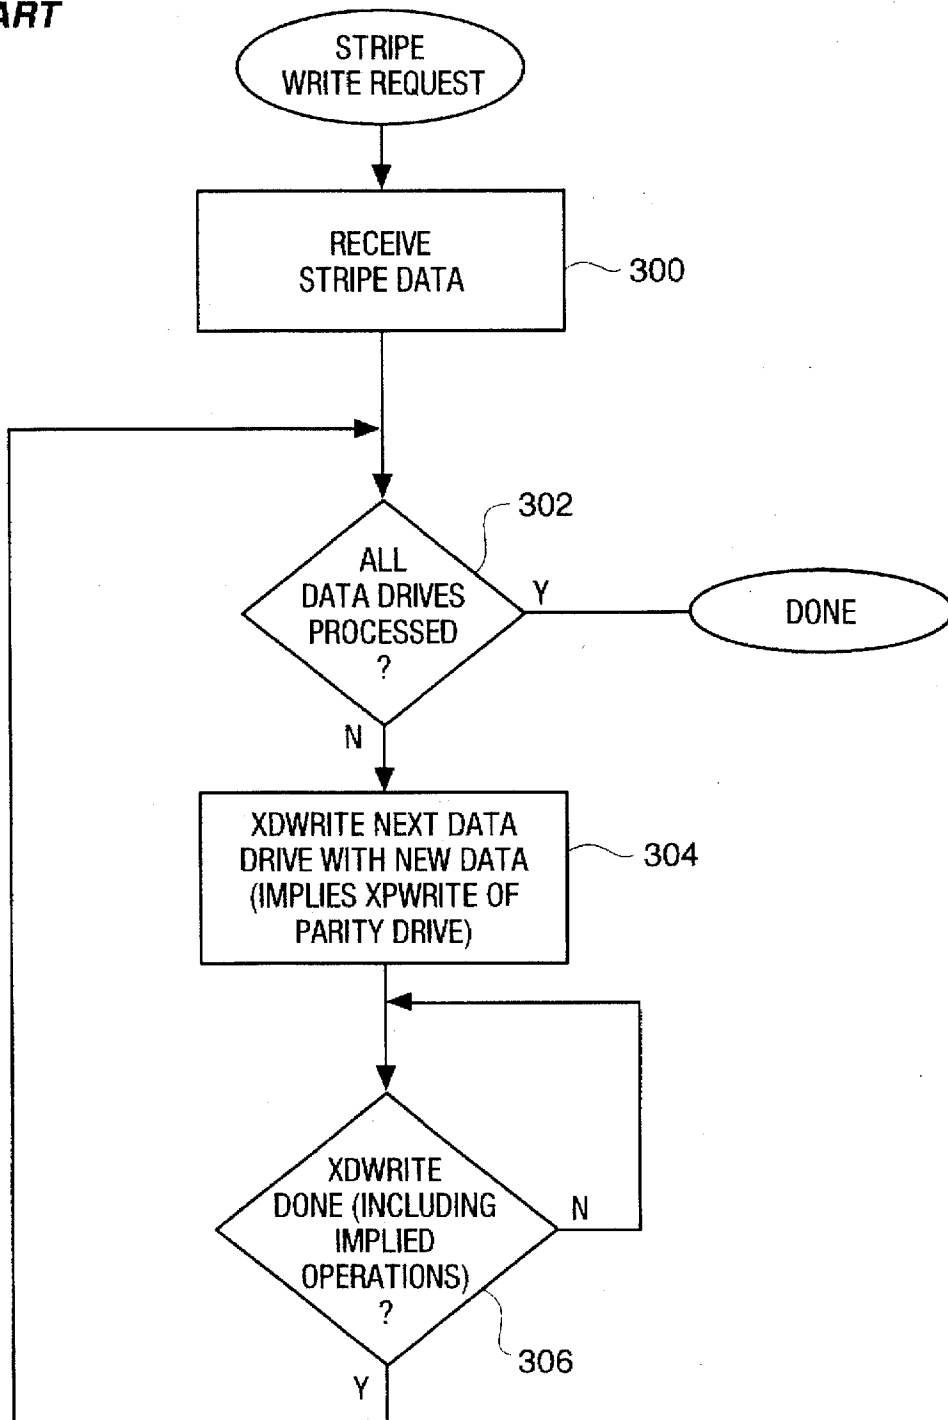 ART
STRIPE
WRITE REQUEST
RECEIVE
STRIPE DATA
300
302
ALL
DATA DRIVES
PROCESSED
?
Y
DONE
N
XDWRITE NEXT DATA
DRIVE WITH NEW DATA
(IMPLIES XPWRITE OF
PARITY DRIVE)
304
XDWRITE
DONE (INCLUDING
IMPLIED
OPERATIONS)
?
N
306
Y